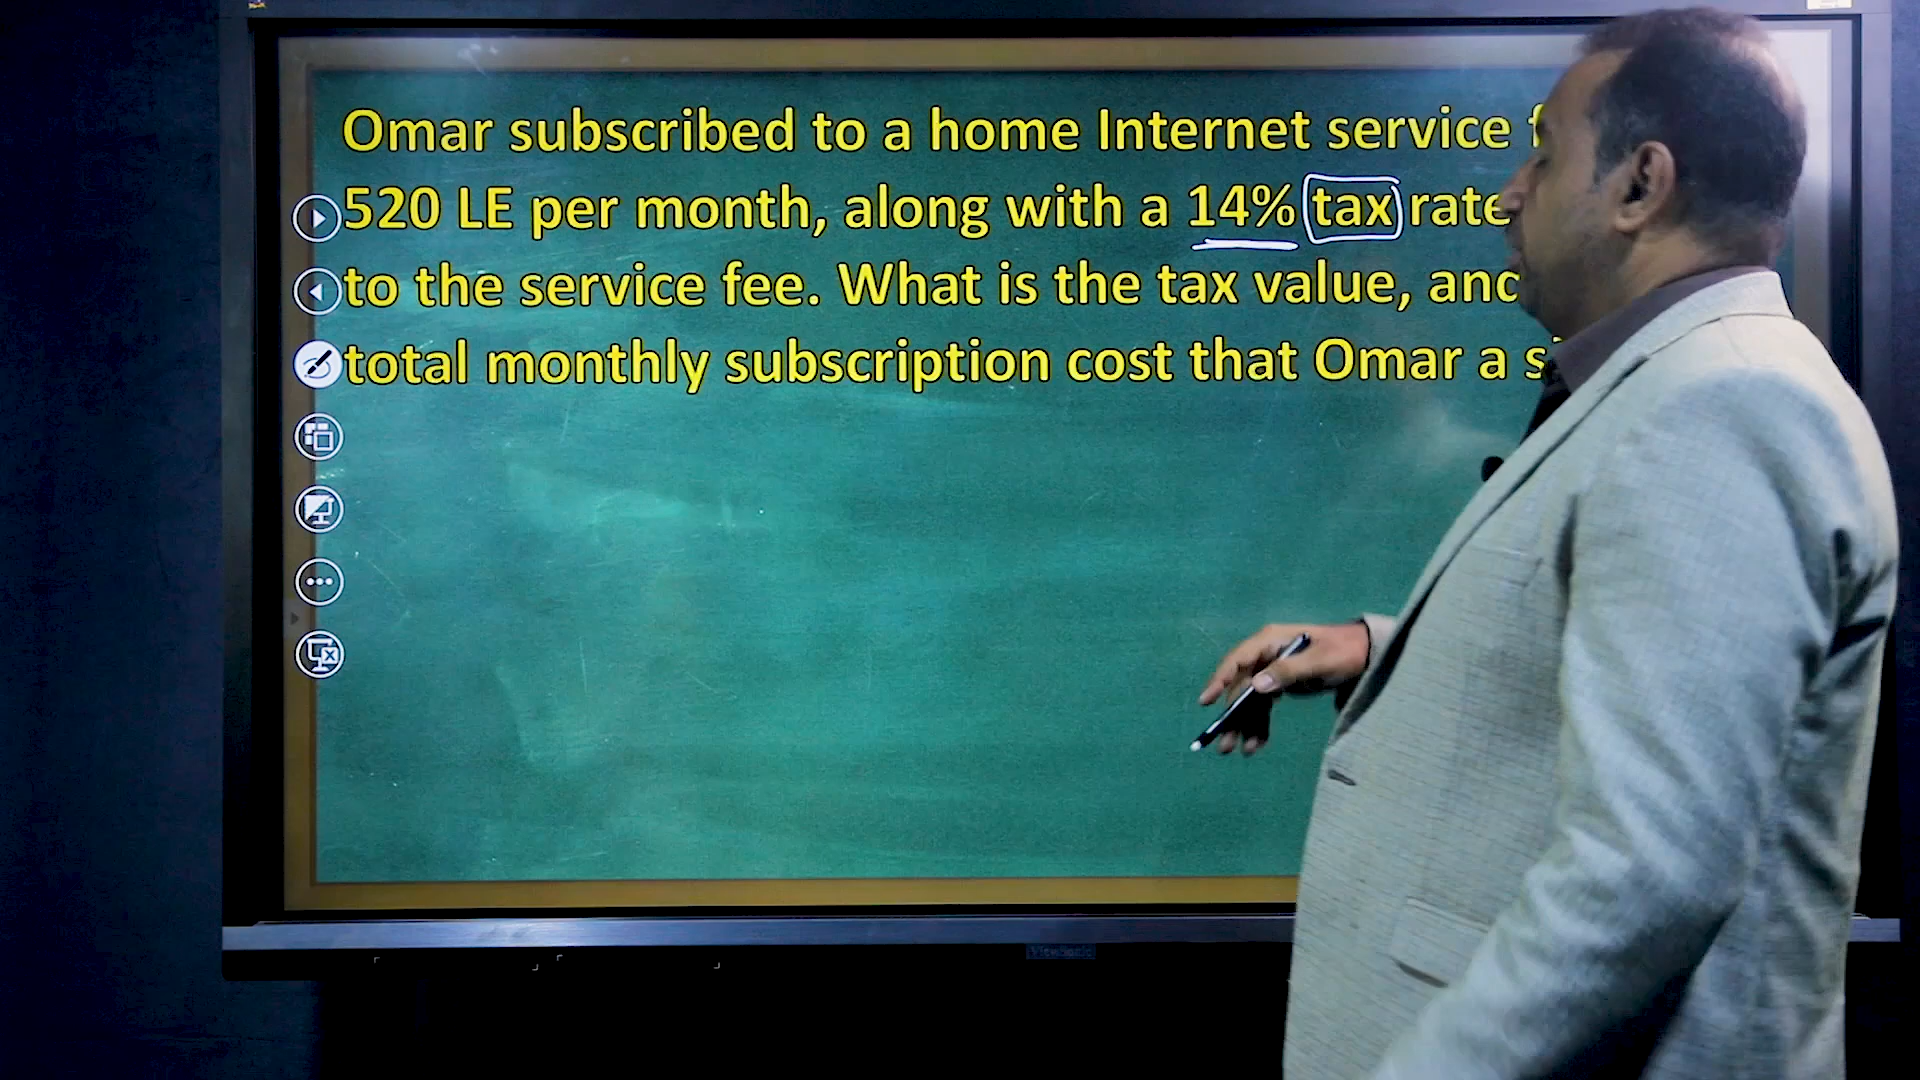 Omar subscribed to a home Internet service
520 LE per month, along with a 14% tax rate
to the service fee. What is the tax value, and
total monthly subscription cost that Omar a
ViewSonic